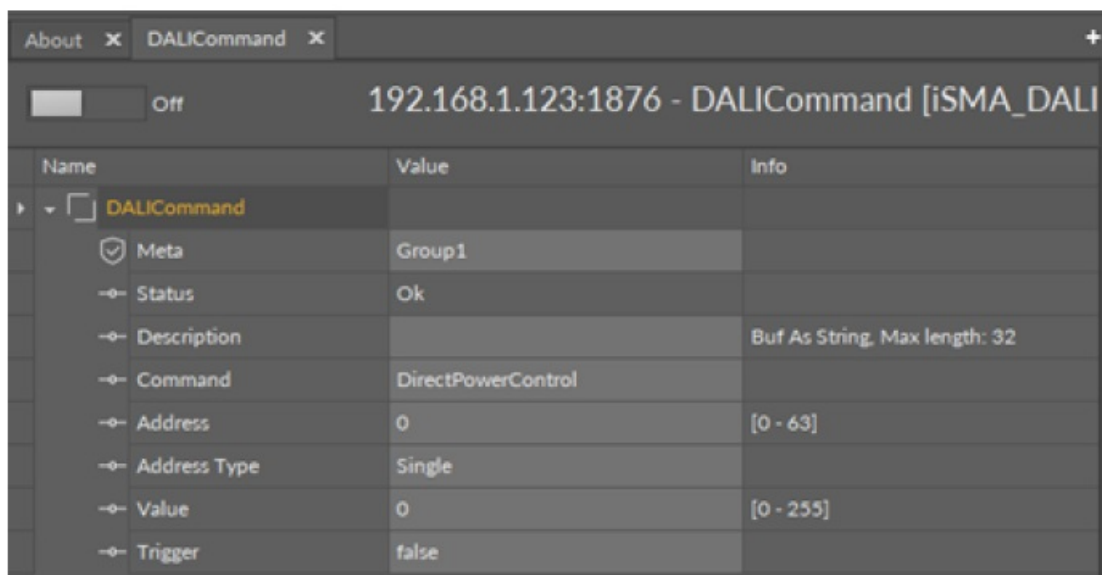 About × DALICommand × +
Off 192.168.1.123:1876 - DALICommand [iSMA_DALI
Name Value Info
DALICommand
Meta Group1
Status Ok
Description Buf As String, Max length: 32
Command DirectPowerControl
Address 0 [0 - 63]
Address Type Single
Value 0 [0 - 255]
Trigger false